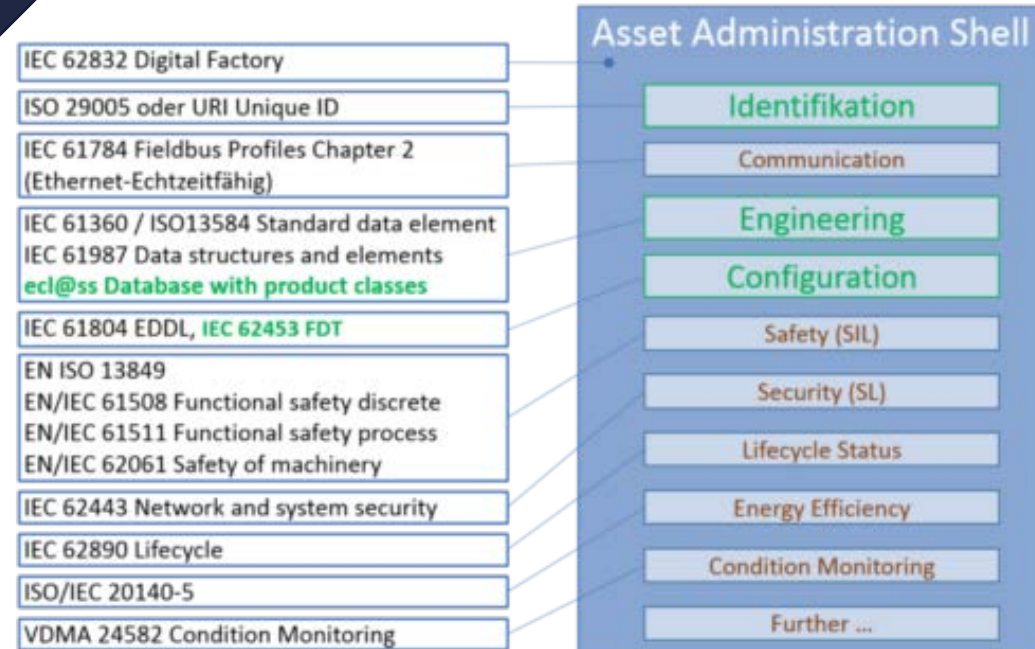 Asset Administration Shell
IEC 62832 Digital Factory
ISO 29005 oder URI Unique ID
Identifikation
IEC 61784 Fieldbus Profiles Chapter 2
(Ethernet-Echtzeitfähig)
Communication
IEC 61360 / ISO13584 Standard data element
IEC 61987 Data structures and elements
ecl@ss Database with product classes
Engineering
IEC 61804 EDDL, IEC 62453 FDT
Configuration
EN ISO 13849
EN/IEC 61508 Functional safety discrete
EN/IEC 61511 Functional safety process
EN/IEC 62061 Safety of machinery
Safety (SIL)
IEC 62443 Network and system security
Security (SL)
IEC 62890 Lifecycle
Lifecycle Status
ISO/IEC 20140-5
Energy Efficiency
VDMA 24582 Condition Monitoring
Condition Monitoring
Further ...